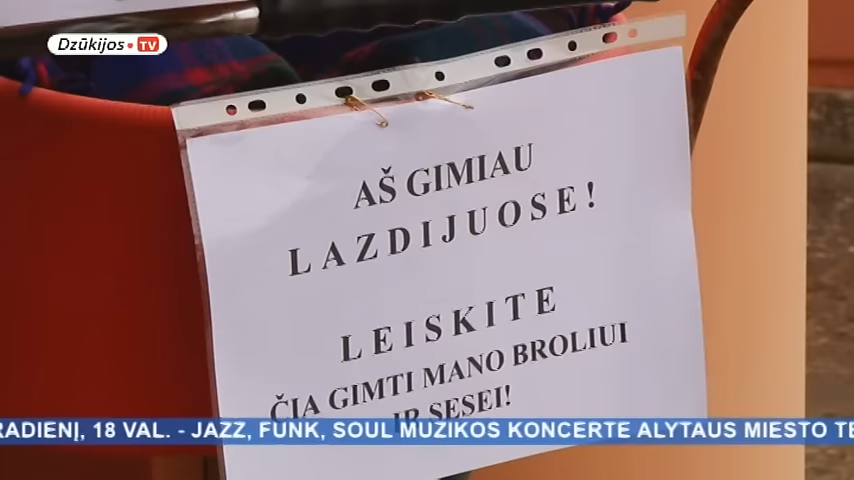 Dzūkijos TV
AŠ GIMIAU
LAZDIJUOSE!
LEISKITE
ČIA GIMTI MANO BROLIUI
IR SESEI!
RADIENĮ, 18 VAL. - JAZZ, FUNK, SOUL MUZIKOS KONCERTE ALYTAUS MIESTO TE